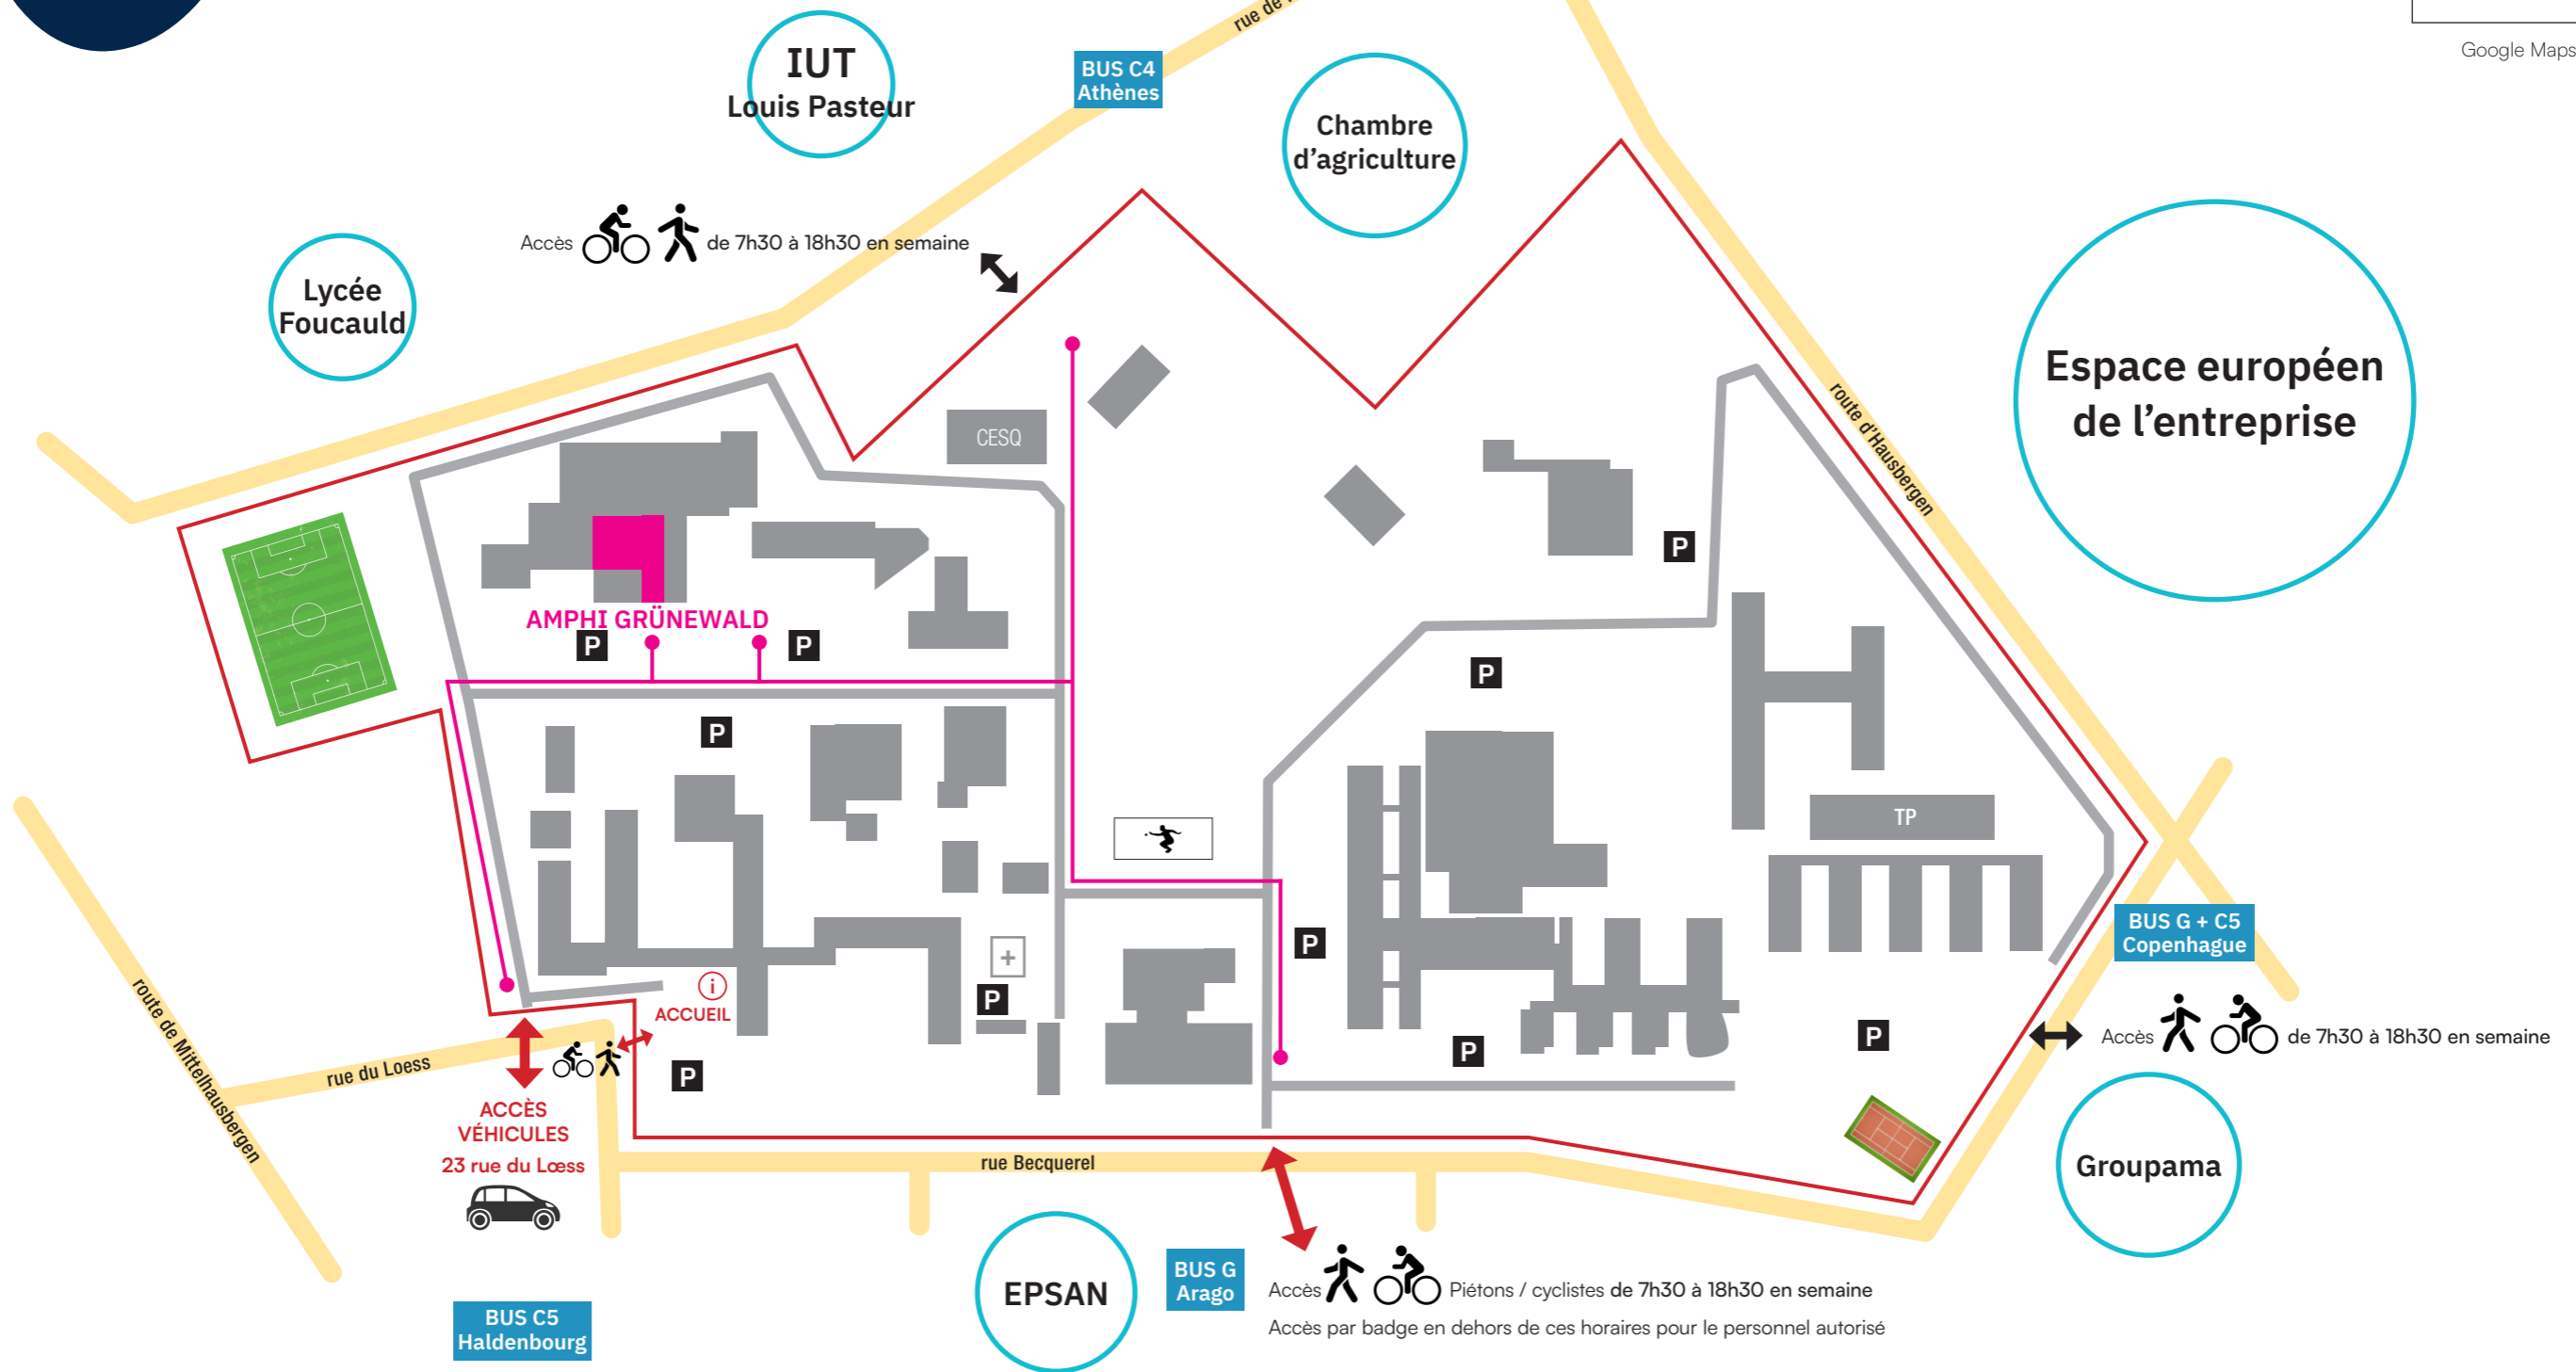 rue de
Google Maps
IUT
Louis Pasteur
BUS C4
Athènes
Chambre
d’agriculture
Accès de 7h30 à 18h30 en semaine
Lycée
Foucauld
Espace européen
de l’entreprise
route d'Hausbergen
CESQ
P
AMPHI GRÜNEWALD
P
P
P
P
TP
BUS G + C5
Copenhague
P
P
i
ACCUEIL
P
P
P
Accès de 7h30 à 18h30 en semaine
route de Mittelhausbergen
rue du Loess
ACCÈS
VÉHICULES
23 rue du Lœss
rue Becquerel
Groupama
EPSAN
BUS G
Arago
Accès Piétons / cyclistes de 7h30 à 18h30 en semaine
Accès par badge en dehors de ces horaires pour le personnel autorisé
BUS C5
Haldenbourg